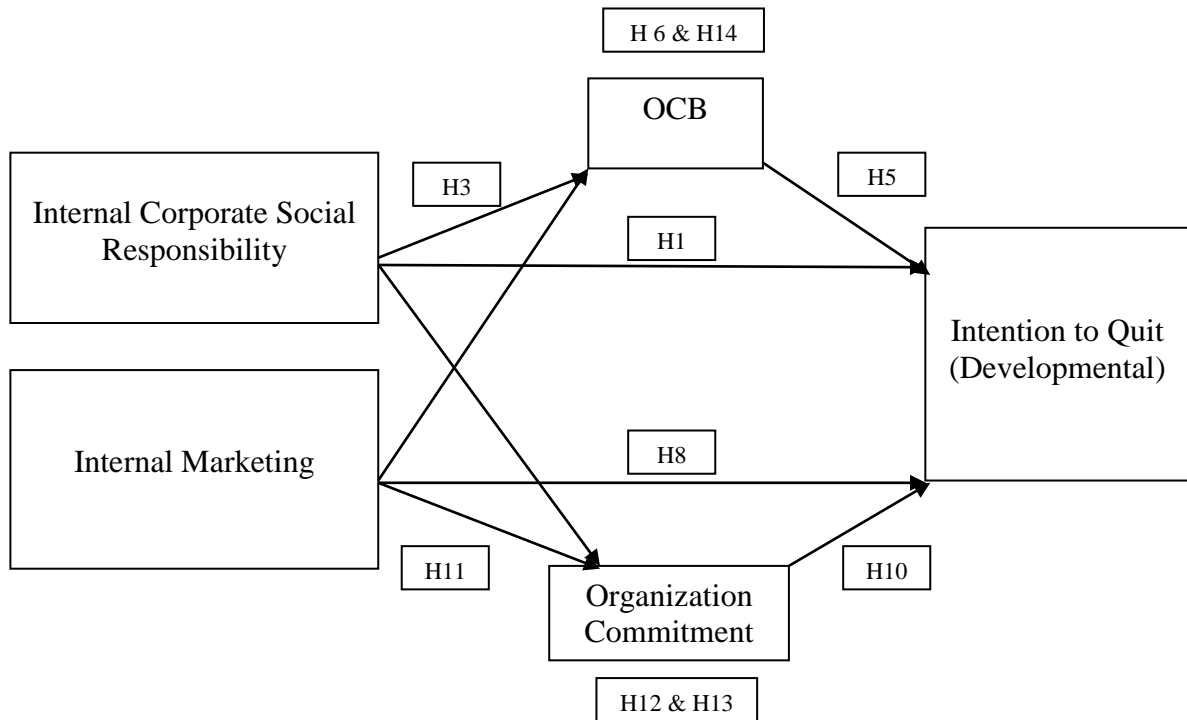 H 6 & H14
OCB
H3
H5
Internal Corporate Social
Responsibility
H1
Intention to Quit
(Developmental)
Internal Marketing
H8
H11
H10
Organization
Commitment
H12 & H13